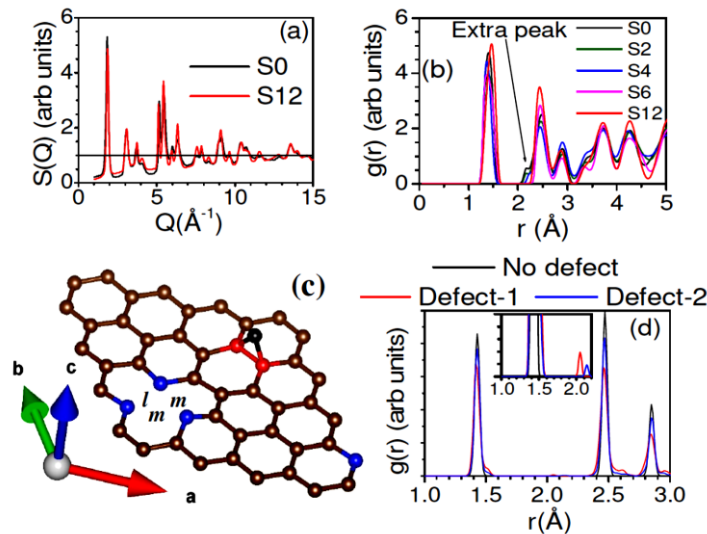 (a)
S0
S12
S(Q) (arb units)
6
4
2
0
0 5 10 15
Q(Å⁻¹)
Extra peak
(b)
S0
S2
S4
S6
S12
g(r) (arb units)
6
4
2
0
0 1 2 3 4 5
r (Å)
(c)
b
c
a
l m
m
No defect
Defect-1 Defect-2
(d)
1.0 1.5 2.0
g(r) (arb units)
1.0 1.5 2.0 2.5 3.0
r(Å)